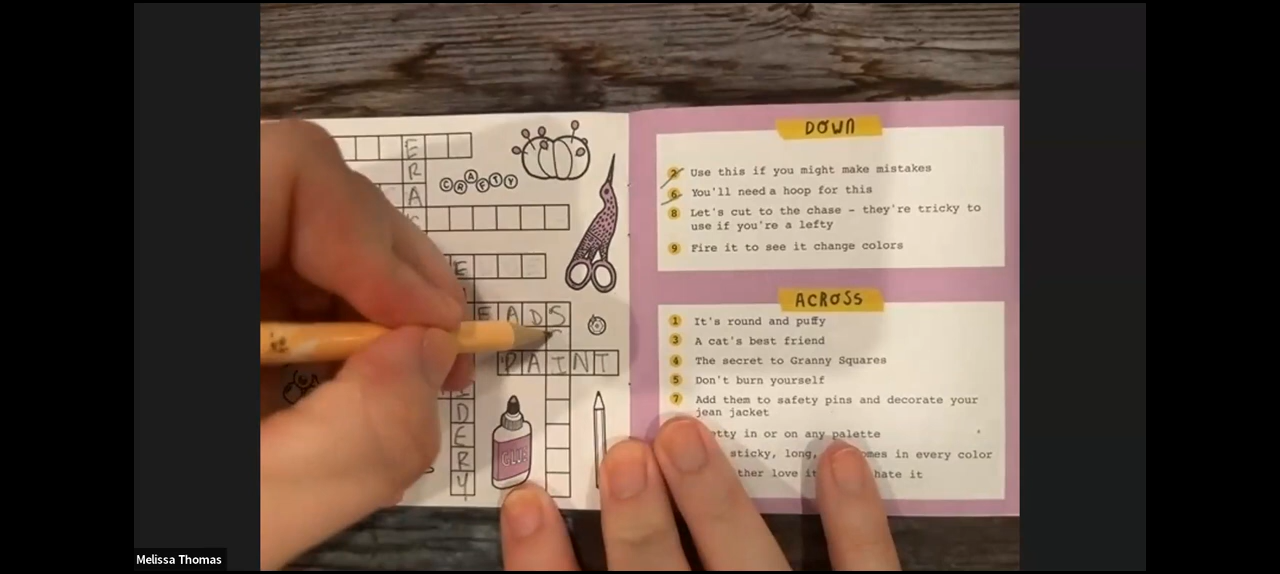 E
R
CRAFTY
A
E
EADS
PAINT
D
E
R
Y
GLUE
DOWN
2 Use this if you might make mistakes
6 You'll need a hoop for this
8 Let's cut to the chase – they're tricky to
use if you're a lefty
9 Fire it to see it change colors
ACROSS
1 It's round and puffy
3 A cat's best friend
4 The secret to Granny Squares
5 Don't burn yourself
7 Add them to safety pins and decorate your
jean jacket
in or on any palette
sticky, long, in every color
love hate it
Melissa Thomas